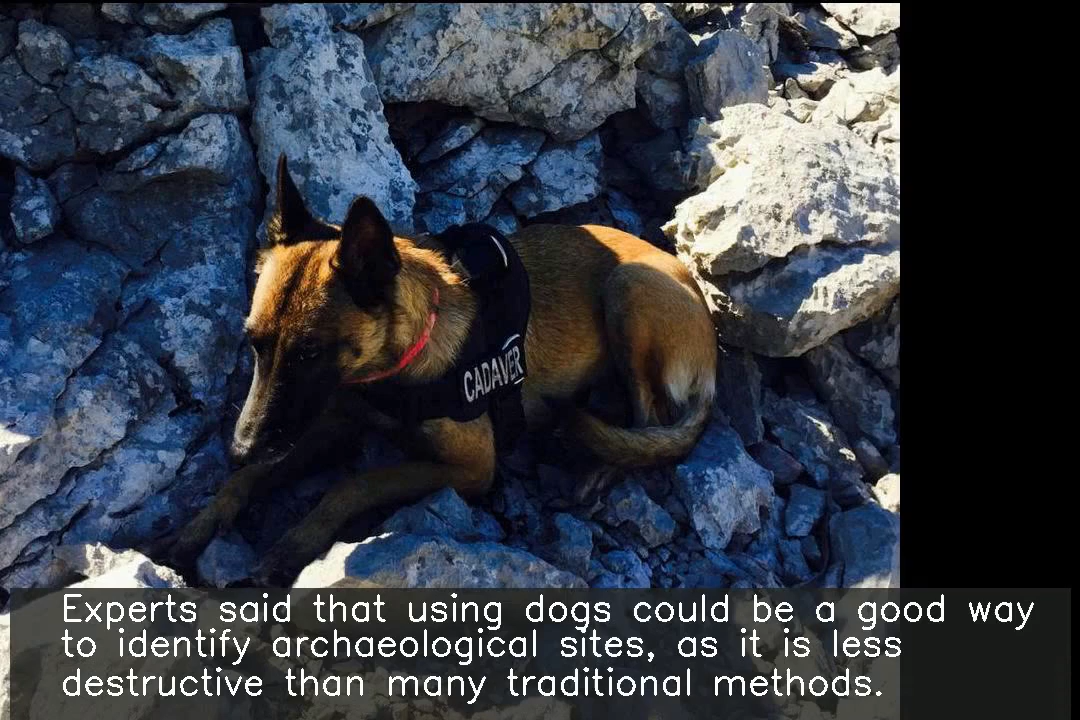 CADAVER
Experts said that using dogs could be a good way
to identify archaeological sites, as it is less
destructive than many traditional methods.